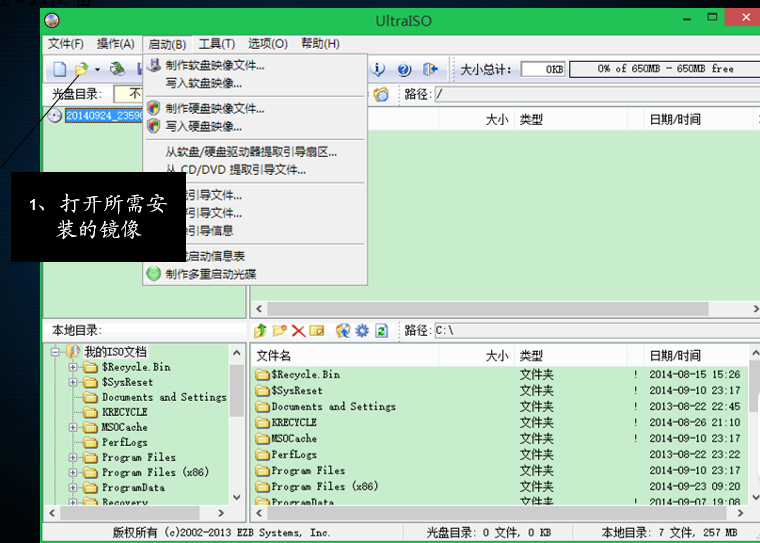 UltraISO
文件(F) 操作(A) 启动(B) 工具(T) 选项(O) 帮助(H)
大小总计: 0KB 0% of 650MB - 650MB free
光盘目录: 不 路径: /
制作软盘映像文件...
写入软盘映像...
制作硬盘映像文件...
写入硬盘映像...
从软盘/硬盘驱动器提取引导扇区...
从 CD/DVD 提取引导文件...
引导文件...
引导文件...
引导信息
启动信息表
制作多重启动光碟
20140924_2359
大小 类型 日期/时间
1、打开所需安
装的镜像
本地目录: 路径: C:\
我的ISO文档
$Recycle.Bin
$SysReset
Documents and Settings
KRECYCLE
MSOCache
PerfLogs
Program Files
Program Files (x86)
ProgramData
Recovery
文件名 大小 类型 日期/时间
$Recycle.Bin 文件夹 ! 2014-08-15 15:26
$SysReset 文件夹 ! 2014-09-10 23:17
Documents and Settings 文件夹 ! 2013-08-22 22:45
KRECYCLE 文件夹 ! 2014-08-26 21:10
MSOCache 文件夹 ! 2014-09-10 23:17
PerfLogs 文件夹 2013-08-22 23:22
Program Files 文件夹 2014-09-10 23:17
Program Files (x86) 文件夹 2014-09-23 09:20
ProgramData 文件夹 ! 2014-09-07 19:08
版权所有 (c)2002-2013 EZB Systems, Inc. 光盘目录: 0 文件, 0 KB 本地目录: 7 文件, 257 MB